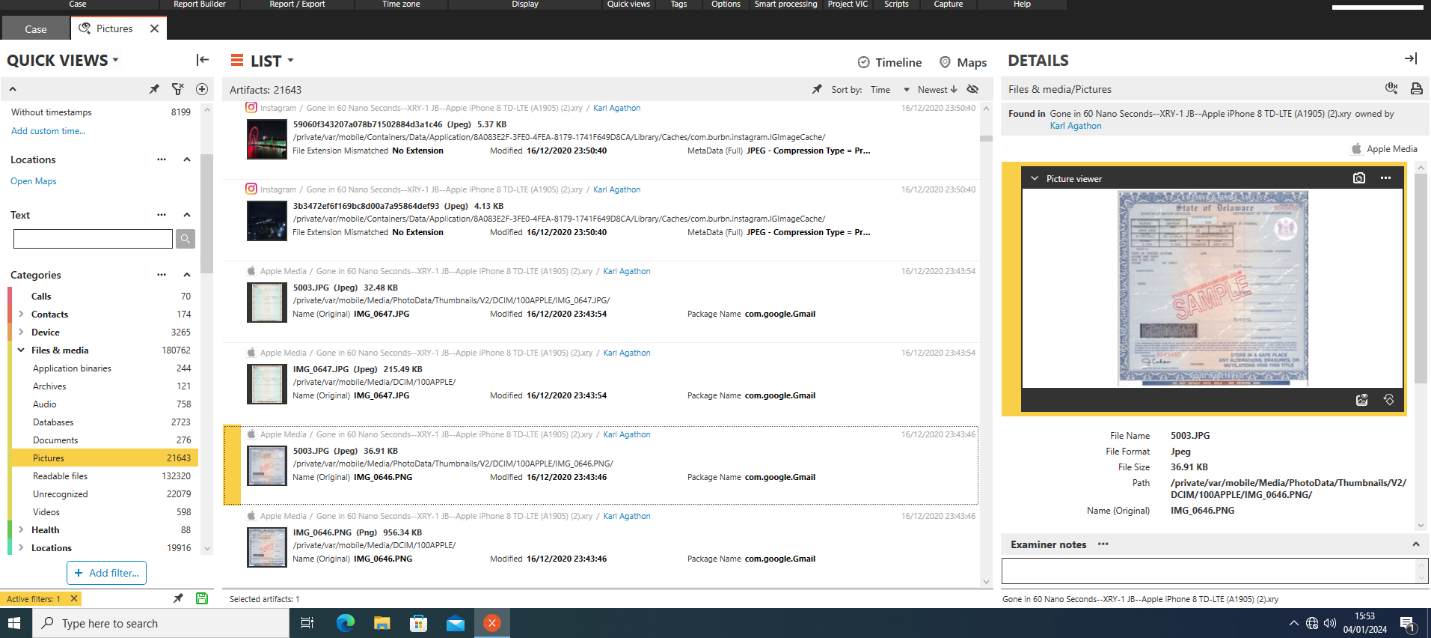 Case Report Builder Report / Export Time zone Display Quick views Tags Options Smart processing Project VIC Scripts Capture Help
Case Pictures
QUICK VIEWS
Without timestamps 8199
Add custom time...
Locations
Open Maps
Text
Categories
Calls 70
Contacts 174
Device 3265
Files & media 180762
Application binaries 244
Archives 121
Audio 758
Databases 2723
Documents 276
Pictures 21643
Readable files 132320
Unrecognized 22079
Videos 598
Health 88
Locations 19916
+ Add filter...
Active filters: 1
LIST
Timeline Maps
Artifacts: 21643 Sort by: Time Newest
Instagram / Gone in 60 Nano Seconds--XRY-1 JB--Apple iPhone 8 TD-LTE (A1905) (2).xry / Karl Agathon 16/12/2020 23:50:40
59060f343207a078b71502884d3a1c46 (Jpeg) 5.37 KB
/private/var/mobile/Containers/Data/Application/8A083E2F-3FE0-4FEA-8179-1741F649D8CA/Library/Caches/com.burbn.instagram.IGImageCache/
File Extension Mismatched No Extension Modified 16/12/2020 23:50:40 MetaData (Full) JPEG - Compression Type = Pr...
Instagram / Gone in 60 Nano Seconds--XRY-1 JB--Apple iPhone 8 TD-LTE (A1905) (2).xry / Karl Agathon 16/12/2020 23:50:40
3b3472ef6f169bc8d00a7a95864def93 (Jpeg) 4.13 KB
/private/var/mobile/Containers/Data/Application/8A083E2F-3FE0-4FEA-8179-1741F649D8CA/Library/Caches/com.burbn.instagram.IGImageCache/
File Extension Mismatched No Extension Modified 16/12/2020 23:50:40 MetaData (Full) JPEG - Compression Type = Pr...
Apple Media / Gone in 60 Nano Seconds--XRY-1 JB--Apple iPhone 8 TD-LTE (A1905) (2).xry / Karl Agathon 16/12/2020 23:43:54
5003.JPG (Jpeg) 32.48 KB
/private/var/mobile/Media/PhotoData/Thumbnails/V2/DCIM/100APPLE/IMG_0647.JPG/
Name (Original) IMG_0647.JPG Modified 16/12/2020 23:43:54 Package Name com.google.Gmail
Apple Media / Gone in 60 Nano Seconds--XRY-1 JB--Apple iPhone 8 TD-LTE (A1905) (2).xry / Karl Agathon 16/12/2020 23:43:54
IMG_0647.JPG (Jpeg) 215.49 KB
/private/var/mobile/Media/DCIM/100APPLE/
Name (Original) IMG_0647.JPG Modified 16/12/2020 23:43:54 Package Name com.google.Gmail
Apple Media / Gone in 60 Nano Seconds--XRY-1 JB--Apple iPhone 8 TD-LTE (A1905) (2).xry / Karl Agathon 16/12/2020 23:43:46
5003.JPG (Jpeg) 36.91 KB
/private/var/mobile/Media/PhotoData/Thumbnails/V2/DCIM/100APPLE/IMG_0646.PNG/
Name (Original) IMG_0646.PNG Modified 16/12/2020 23:43:46 Package Name com.google.Gmail
Apple Media / Gone in 60 Nano Seconds--XRY-1 JB--Apple iPhone 8 TD-LTE (A1905) (2).xry / Karl Agathon 16/12/2020 23:43:46
IMG_0646.PNG (Png) 956.34 KB
/private/var/mobile/Media/DCIM/100APPLE/
Name (Original) IMG_0646.PNG Modified 16/12/2020 23:43:46 Package Name com.google.Gmail
Selected artifacts: 1
DETAILS
Files & media/Pictures
Found in Gone in 60 Nano Seconds--XRY-1 JB--Apple iPhone 8 TD-LTE (A1905) (2).xry owned by
Karl Agathon
Apple Media
Picture viewer
State of Delaware
SAMPLE
STORE IN A SAFE PLACE
ANY ALTERATIONS, ERASURES, OR
MUTILATIONS VOID THIS TITLE
File Name 5003.JPG
File Format Jpeg
File Size 36.91 KB
Path /private/var/mobile/Media/PhotoData/Thumbnails/V2/
DCIM/100APPLE/IMG_0646.PNG/
Name (Original) IMG_0646.PNG
Examiner notes
Gone in 60 Nano Seconds--XRY-1 JB--Apple iPhone 8 TD-LTE (A1905) (2).xry
Type here to search
15:53
04/01/2024
1